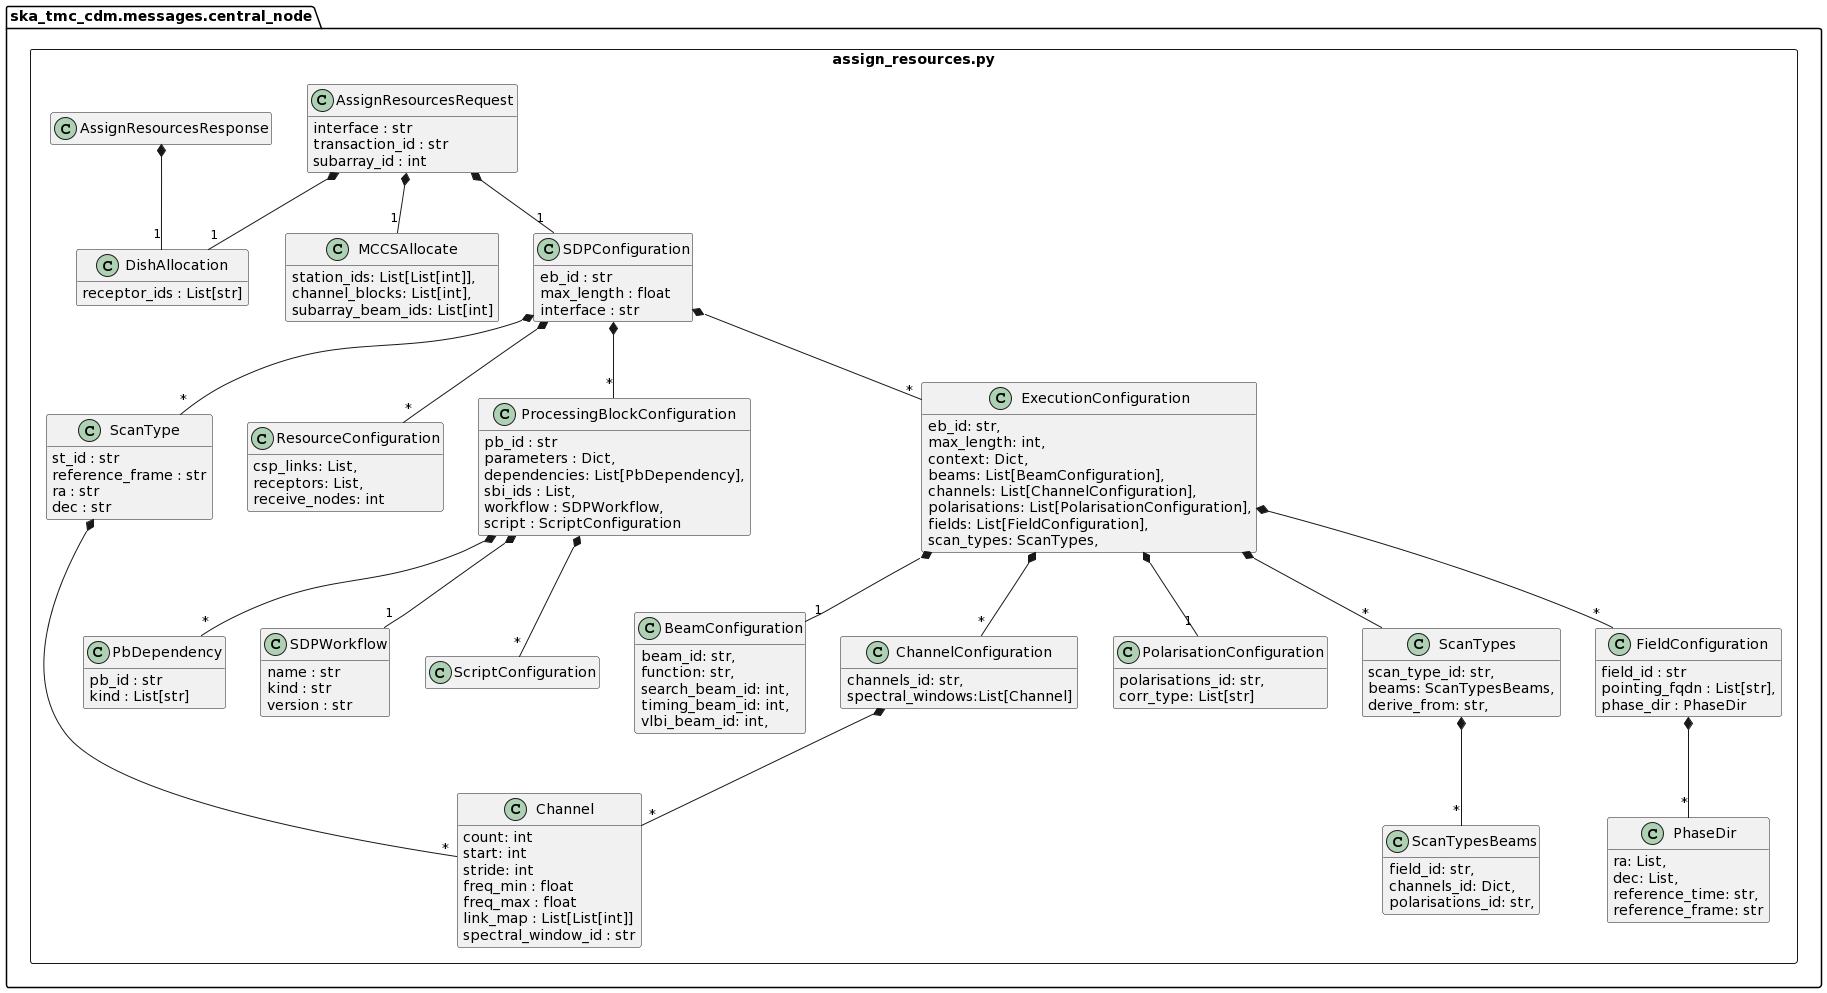 ska_tmc_cdm.messages.central_node
assign_resources.py
C AssignResourcesResponse
C AssignResourcesRequest
interface : str
transaction_id : str
subarray_id : int
1
1
1
1
C DishAllocation
receptor_ids : List[str]
C MCCSAllocate
station_ids: List[List[int]],
channel_blocks: List[int],
subarray_beam_ids: List[int]
C SDPConfiguration
eb_id : str
max_length : float
interface : str
*
*
*
*
C ScanType
st_id : str
reference_frame : str
ra : str
dec : str
C ResourceConfiguration
csp_links: List,
receptors: List,
receive_nodes: int
C ProcessingBlockConfiguration
pb_id : str
parameters : Dict,
dependencies: List[PbDependency],
sbi_ids : List,
workflow : SDPWorkflow,
script : ScriptConfiguration
C ExecutionConfiguration
eb_id: str,
max_length: int,
context: Dict,
beams: List[BeamConfiguration],
channels: List[ChannelConfiguration],
polarisations: List[PolarisationConfiguration],
fields: List[FieldConfiguration],
scan_types: ScanTypes,
*
1
*
1
*
1
*
*
C PbDependency
pb_id : str
kind : List[str]
C SDPWorkflow
name : str
kind : str
version : str
C ScriptConfiguration
C BeamConfiguration
beam_id: str,
function: str,
search_beam_id: int,
timing_beam_id: int,
vlbi_beam_id: int,
C ChannelConfiguration
channels_id: str,
spectral_windows:List[Channel]
C PolarisationConfiguration
polarisations_id: str,
corr_type: List[str]
C ScanTypes
scan_type_id: str,
beams: ScanTypesBeams,
derive_from: str,
C FieldConfiguration
field_id : str
pointing_fqdn : List[str],
phase_dir : PhaseDir
*
*
*
*
C Channel
count: int
start: int
stride: int
freq_min : float
freq_max : float
link_map : List[List[int]]
spectral_window_id : str
C ScanTypesBeams
field_id: str,
channels_id: Dict,
polarisations_id: str,
C PhaseDir
ra: List,
dec: List,
reference_time: str,
reference_frame: str